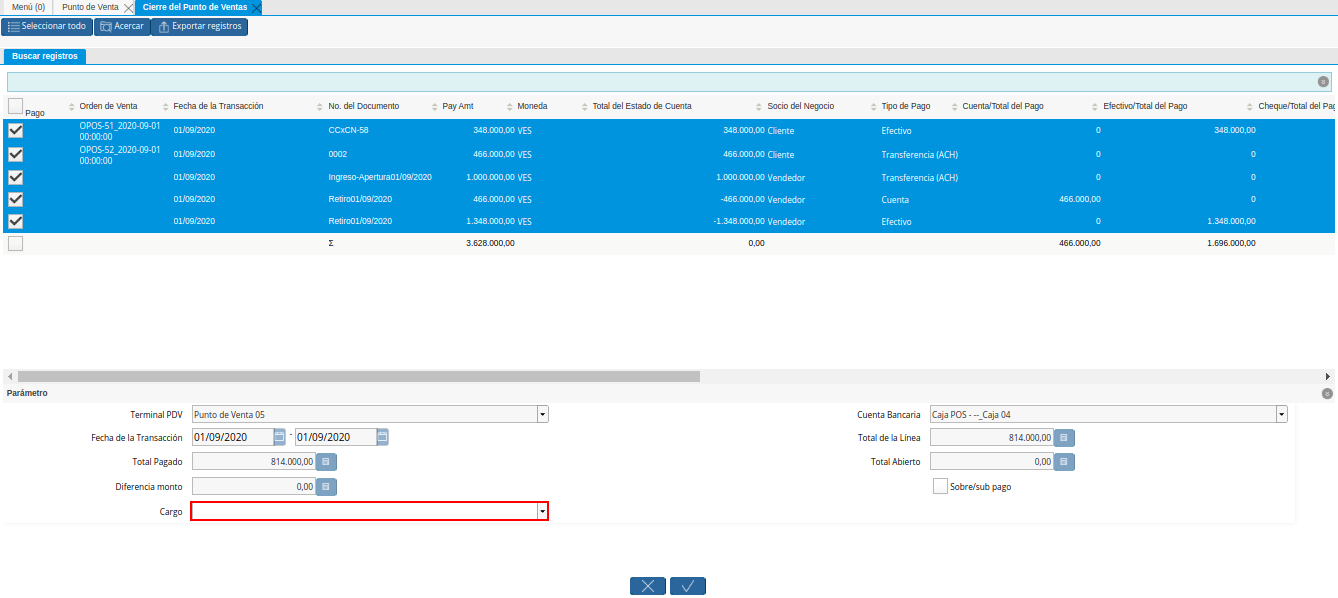 Menú (0) Punto de Venta Cierre del Punto de Ventas
Seleccionar todo Acercar Exportar registros
Buscar registros
Pago Orden de Venta Fecha de la Transacción No. del Documento Pay Amt Moneda Total del Estado de Cuenta Socio del Negocio Tipo de Pago Cuenta/Total del Pago Efectivo/Total del Pago Cheque/Total del Pag
OPOS-51_2020-09-01
00:00:00 01/09/2020 CCxCN-58 348.000,00 VES 348.000,00 Cliente Efectivo 0 348.000,00
OPOS-52_2020-09-01
00:00:00 01/09/2020 0002 466.000,00 VES 466.000,00 Cliente Transferencia (ACH) 0 0
01/09/2020 Ingreso-Apertura01/09/2020 1.000.000,00 VES 1.000.000,00 Vendedor Transferencia (ACH) 0 0
01/09/2020 Retiro01/09/2020 466.000,00 VES -466.000,00 Vendedor Cuenta 466.000,00 0
01/09/2020 Retiro01/09/2020 1.348.000,00 VES -1.348.000,00 Vendedor Efectivo 0 1.348.000,00
Σ 3.628.000,00 0,00 466.000,00 1.696.000,00
Parámetro
Terminal PDV Punto de Venta 05 Cuenta Bancaria Caja POS - --_Caja 04
Fecha de la Transacción 01/09/2020 - 01/09/2020 Total de la Línea 814.000,00
Total Pagado 814.000,00 Total Abierto 0,00
Diferencia monto 0,00 Sobre/sub pago
Cargo